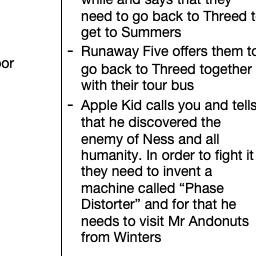 while and says that they
need to go back to Threed t
get to Summers
- Runaway Five offers them to
go back to Threed together
with their tour bus
- Apple Kid calls you and tells
that he discovered the
enemy of Ness and all
humanity. In order to fight it
they need to invent a
machine called “Phase
Distorter” and for that he
needs to visit Mr Andonuts
from Winters
oor